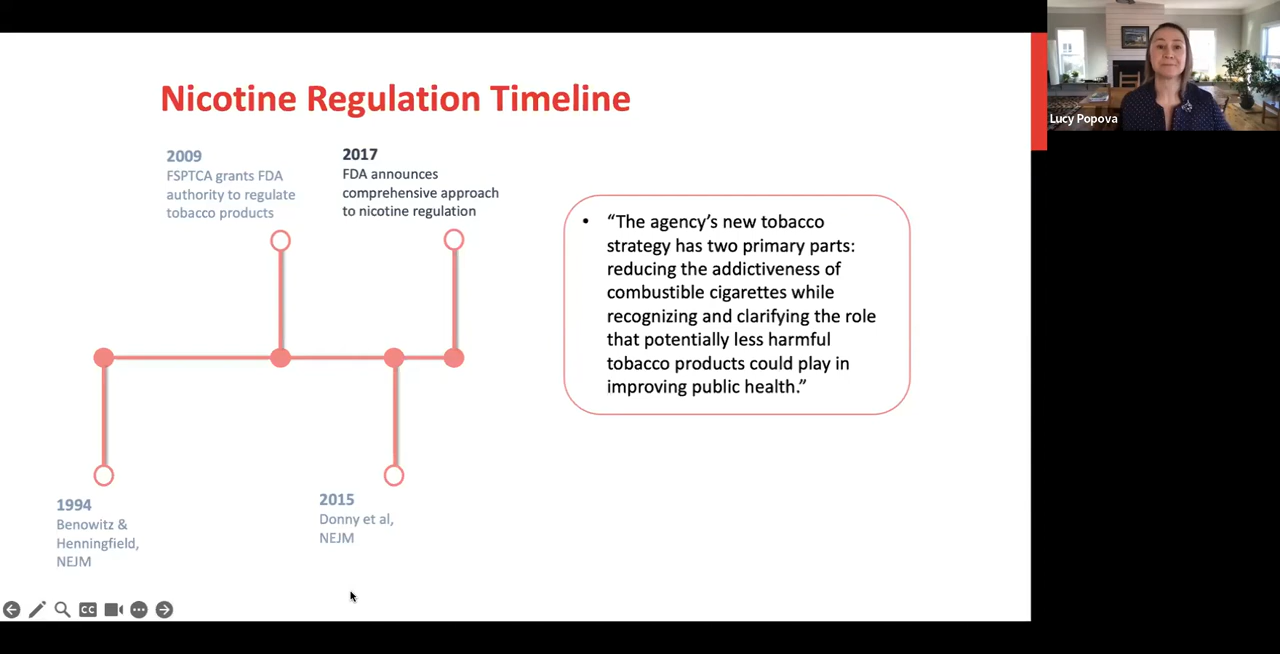 Nicotine Regulation Timeline
2009
FSPTCA grants FDA
authority to regulate
tobacco products
2017
FDA announces
comprehensive approach
to nicotine regulation
• “The agency’s new tobacco
strategy has two primary parts:
reducing the addictiveness of
combustible cigarettes while
recognizing and clarifying the role
that potentially less harmful
tobacco products could play in
improving public health.”
1994
Benowitz &
Henningfield,
NEJM
2015
Donny et al,
NEJM
CC
Lucy Popova